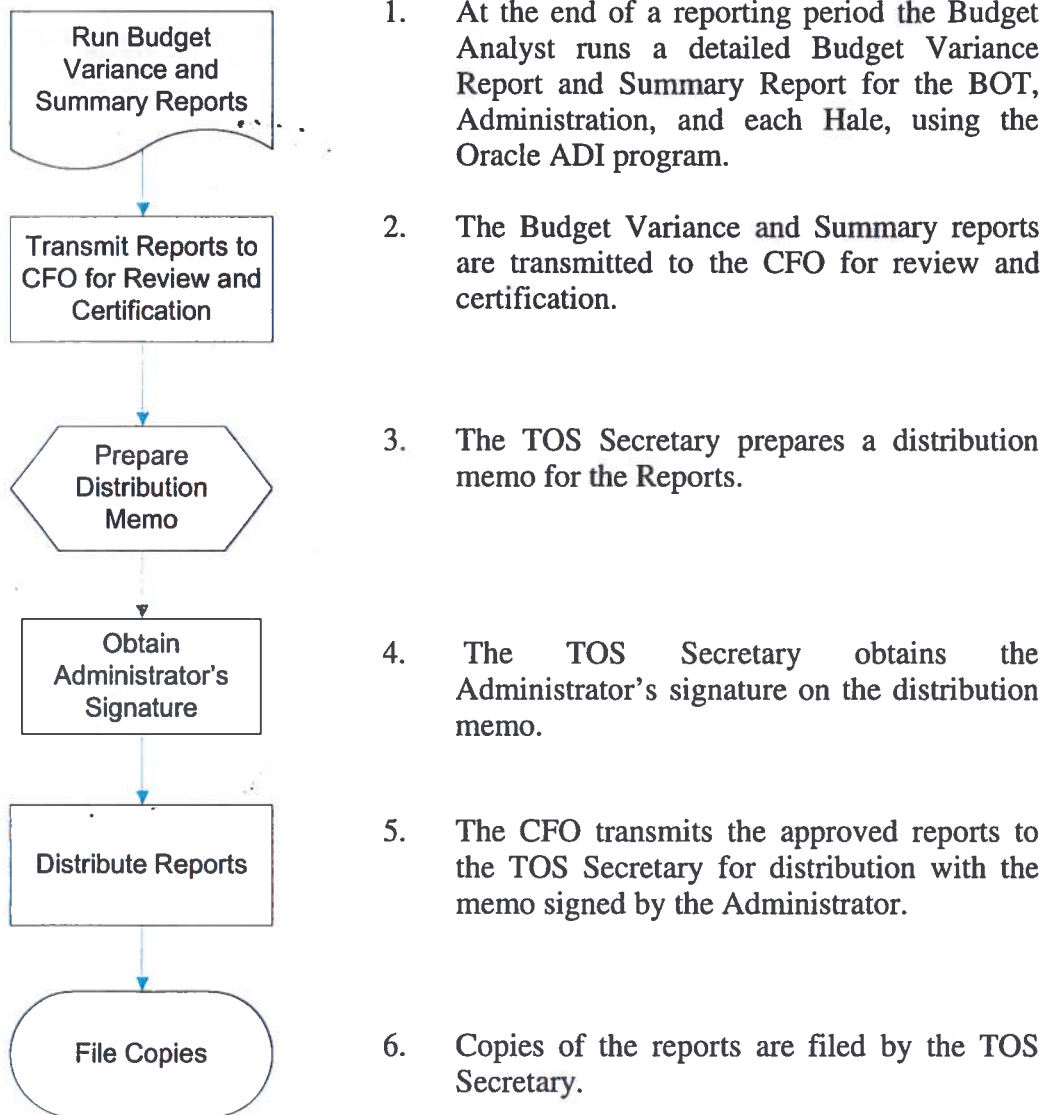 Run Budget
Variance and
Summary Reports
1. At the end of a reporting period the Budget
Analyst runs a detailed Budget Variance
Report and Summary Report for the BOT,
Administration, and each Hale, using the
Oracle ADI program.
Transmit Reports to
CFO for Review and
Certification
2. The Budget Variance and Summary reports
are transmitted to the CFO for review and
certification.
Prepare
Distribution
Memo
3. The TOS Secretary prepares a distribution
memo for the Reports.
Obtain
Administrator's
Signature
4. The TOS Secretary obtains the
Administrator's signature on the distribution
memo.
Distribute Reports
5. The CFO transmits the approved reports to
the TOS Secretary for distribution with the
memo signed by the Administrator.
File Copies
6. Copies of the reports are filed by the TOS
Secretary.